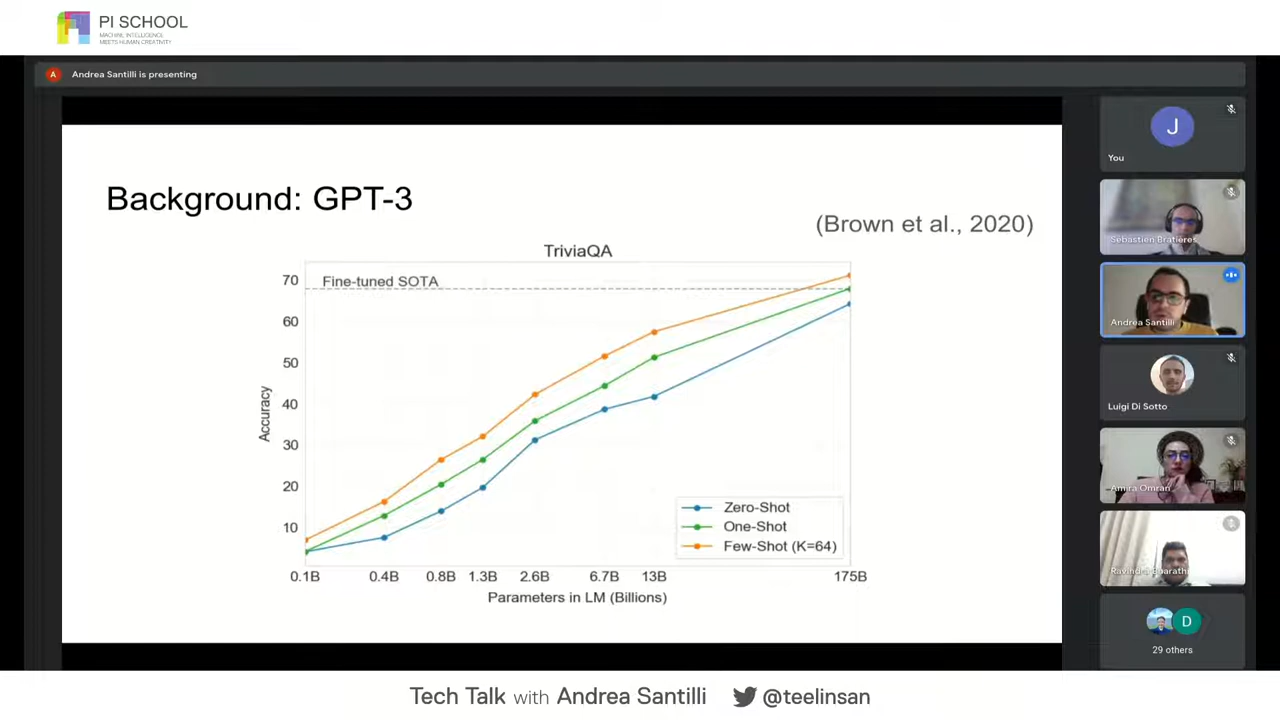 PI SCHOOL
MACHINE INTELLIGENCE
MEETS HUMAN CREATIVITY
A
Andrea Santilli is presenting
Background: GPT-3
(Brown et al., 2020)
TriviaQA
Fine-tuned SOTA
70
60
50
40
30
20
10
Accuracy
Zero-Shot
One-Shot
Few-Shot (K=64)
0.1B 0.4B 0.8B 1.3B 2.6B 6.7B 13B 175B
Parameters in LM (Billions)
J
You
Sebastien Bratières
Andrea Santilli
Luigi Di Sotto
Amira Omran
D
29 others
Tech Talk with Andrea Santilli @teelinsan